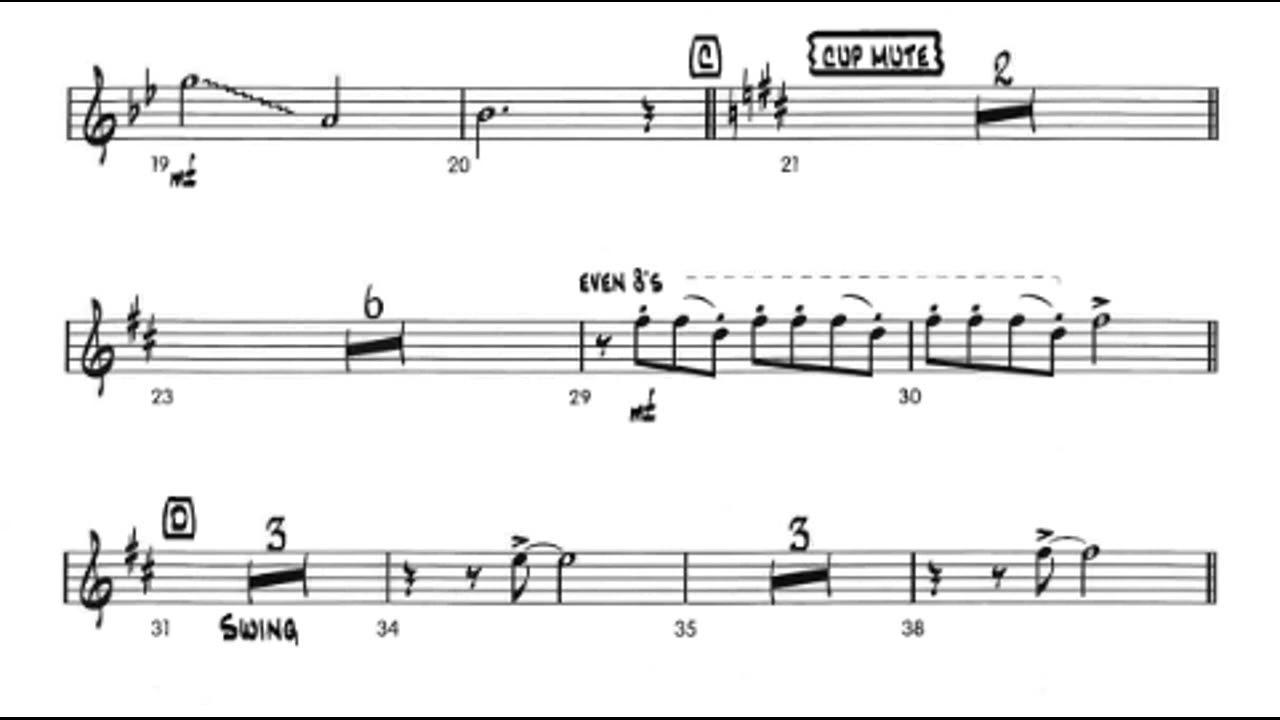 C CUP MUTE 2
19 20 21
mf
6 EVEN 8'S
23 29 30
mf
D 3 3
31 SWING 34 35 38